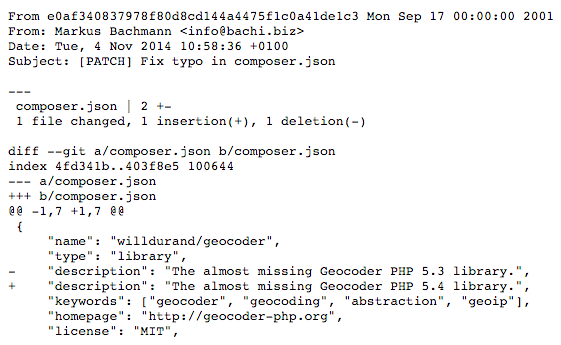 From e0af340837978f80d8cd144a4475f1c0a41de1c3 Mon Sep 17 00:00:00 2001
From: Markus Bachmann <info@bachi.biz>
Date: Tue, 4 Nov 2014 10:58:36 +0100
Subject: [PATCH] Fix typo in composer.json

---
 composer.json | 2 +-
 1 file changed, 1 insertion(+), 1 deletion(-)

diff --git a/composer.json b/composer.json
index 4fd341b..403f8e5 100644
--- a/composer.json
+++ b/composer.json
@@ -1,7 +1,7 @@
 {
     "name": "willdurand/geocoder",
     "type": "library",
-    "description": "The almost missing Geocoder PHP 5.3 library.",
+    "description": "The almost missing Geocoder PHP 5.4 library.",
     "keywords": ["geocoder", "geocoding", "abstraction", "geoip"],
     "homepage": "http://geocoder-php.org",
     "license": "MIT",